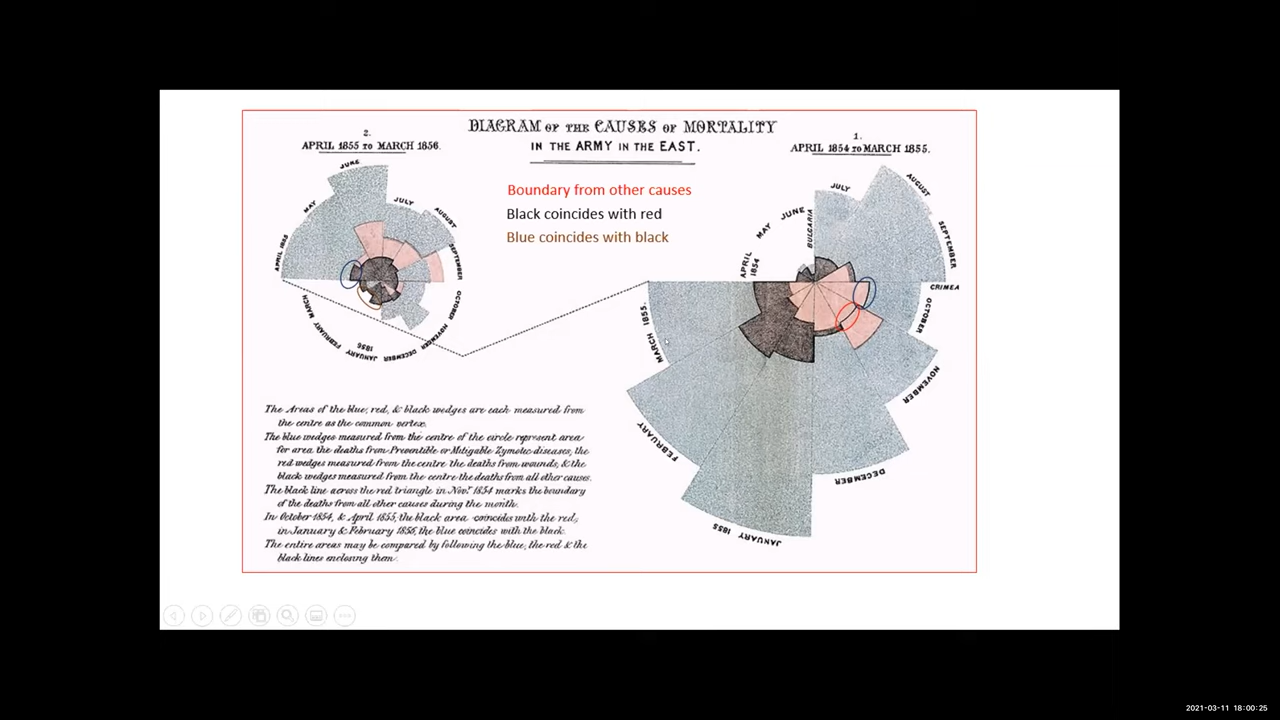 DIAGRAM OF THE CAUSES OF MORTALITY
IN THE ARMY IN THE EAST.
2.
APRIL 1855 TO MARCH 1856.
1.
APRIL 1854 TO MARCH 1855.
Boundary from other causes
Black coincides with red
Blue coincides with black
APRIL 1855
MAY
JUNE
JULY
AUGUST
SEPTEMBER
OCTOBER
NOVEMBER
DECEMBER
JANUARY
1856
FEBRUARY
MARCH
APRIL
1854
MAY
JUNE
BULGARIA
JULY
AUGUST
SEPTEMBER
CRIMEA
OCTOBER
NOVEMBER
DECEMBER
JANUARY 1855
FEBRUARY
MARCH 1855.
The Areas of the blue, red, & black wedges are each measured from
the centre as the common vertex.
The blue wedges measured from the centre of the circle represent area
for area the deaths from Preventible or Mitigable Zymotic diseases, the
red wedges measured from the centre the deaths from wounds, & the
black wedges measured from the centre the deaths from all other causes.
The black line across the red triangle in Novr. 1854 marks the boundary
of the deaths from all other causes during the month.
In October 1854, & April 1855, the black area coincides with the red,
in January & February 1856, the blue coincides with the black.
The entire areas may be compared by following the blue, the red & the
black lines enclosing them.
2021-03-11 18:00:25